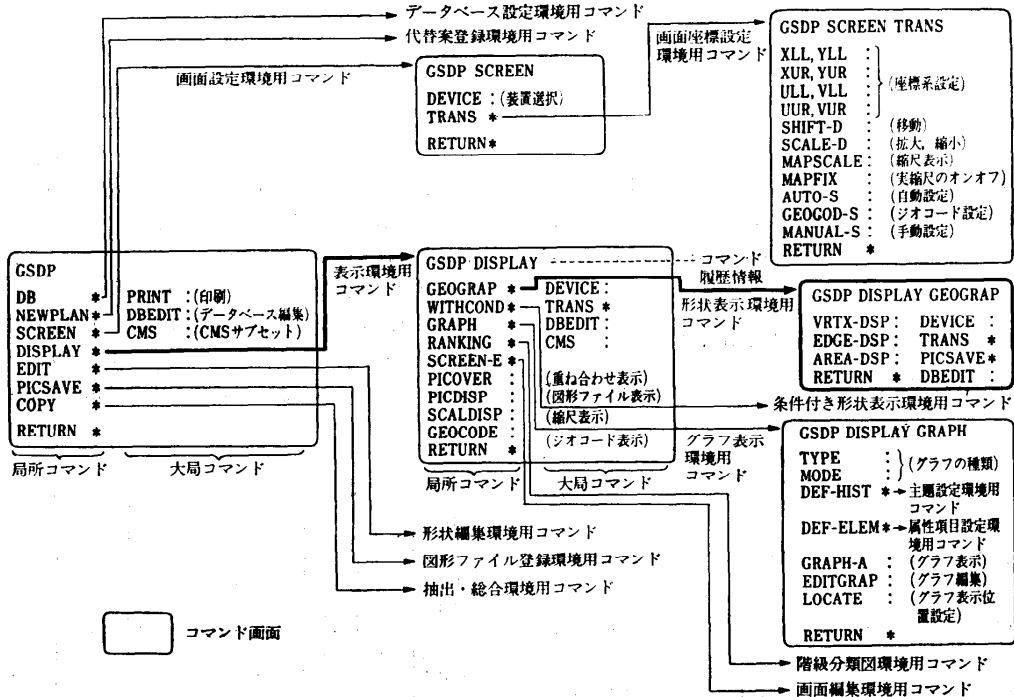 データベース設定環境用コマンド
代替案登録環境用コマンド
画面設定環境用コマンド
GSDP SCREEN
DEVICE : (装置選択)
TRANS *
RETURN*
画面座標設定
環境用コマンド
GSDP SCREEN TRANS
XLL, YLL :
XUR, YUR :
ULL, VLL :
UUR, VUR :
(座標系設定)
SHIFT-D : (移動)
SCALE-D : (拡大, 縮小)
MAPSCALE : (縮尺表示)
MAPFIX : (実縮尺のオンオフ)
AUTO-S : (自動設定)
GEOGOD-S : (ジオコード設定)
MANUAL-S : (手動設定)
RETURN *
GSDP
DB * PRINT : (印刷)
NEWPLAN * DBEDIT : (データベース編集)
SCREEN * CMS : (CMSサブセット)
DISPLAY *
EDIT *
PICSAVE *
COPY *
RETURN *
局所コマンド 大局コマンド
表示環境用
コマンド
GSDP DISPLAY
コマンド
履歴情報
GEOGRAP * DEVICE :
WITHCOND * TRANS *
GRAPH * DBEDIT :
RANKING * CMS :
SCREEN-E *
PICOVER : (重ね合わせ表示)
PICDISP : (図形ファイル表示)
SCALDISP : (縮尺表示)
GEOCODE : (ジオコード表示)
RETURN *
局所コマンド 大局コマンド
形状表示環境用
コマンド
GSDP DISPLAY GEOGRAP
VRTX-DSP : DEVICE :
EDGE-DSP : TRANS *
AREA-DSP : PICSAVE *
RETURN * DBEDIT :
条件付き形状表示環境用コマンド
グラフ表示
環境用
コマンド
GSDP DISPLAY GRAPH
TYPE :
MODE :
(グラフの種類)
DEF-HIST * → 主題設定環境用
コマンド
DEF-ELEM * → 属性項目設定環
境用コマンド
GRAPH-A : (グラフ表示)
EDITGRAP : (グラフ編集)
LOCATE : (グラフ表示位
置設定)
RETURN *
形状編集環境用コマンド
図形ファイル登録環境用コマンド
抽出・総合環境用コマンド
コマンド画面
階級分類図環境用コマンド
画面編集環境用コマンド